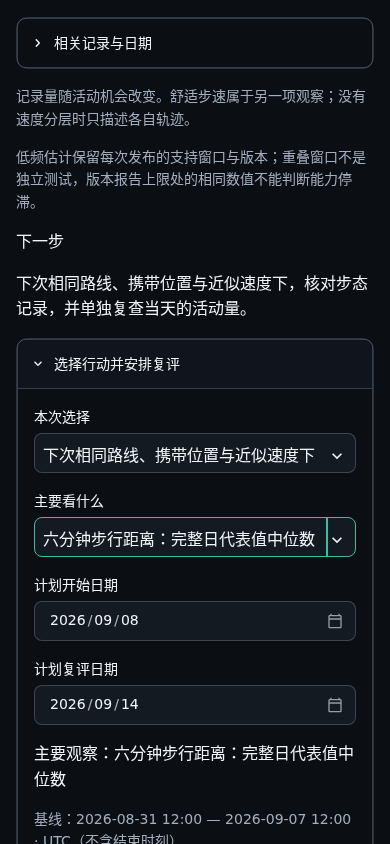 相关记录与日期
记录量随活动机会改变。舒适步速属于另一项观察；没有
速度分层时只描述各自轨迹。
低频估计保留每次发布的支持窗口与版本；重叠窗口不是
独立测试，版本报告上限处的相同数值不能判断能力停
滞。
下一步
下次相同路线、携带位置与近似速度下，核对步态
记录，并单独复查当天的活动量。
选择行动并安排复评
本次选择
下次相同路线、携带位置与近似速度下
主要看什么
六分钟步行距离：完整日代表值中位数
计划开始日期
2026/09/08
计划复评日期
2026/09/14
主要观察：六分钟步行距离：完整日代表值中
位数
基线：2026-08-31 12:00 — 2026-09-07 12:00
· UTC（不含结束时刻）